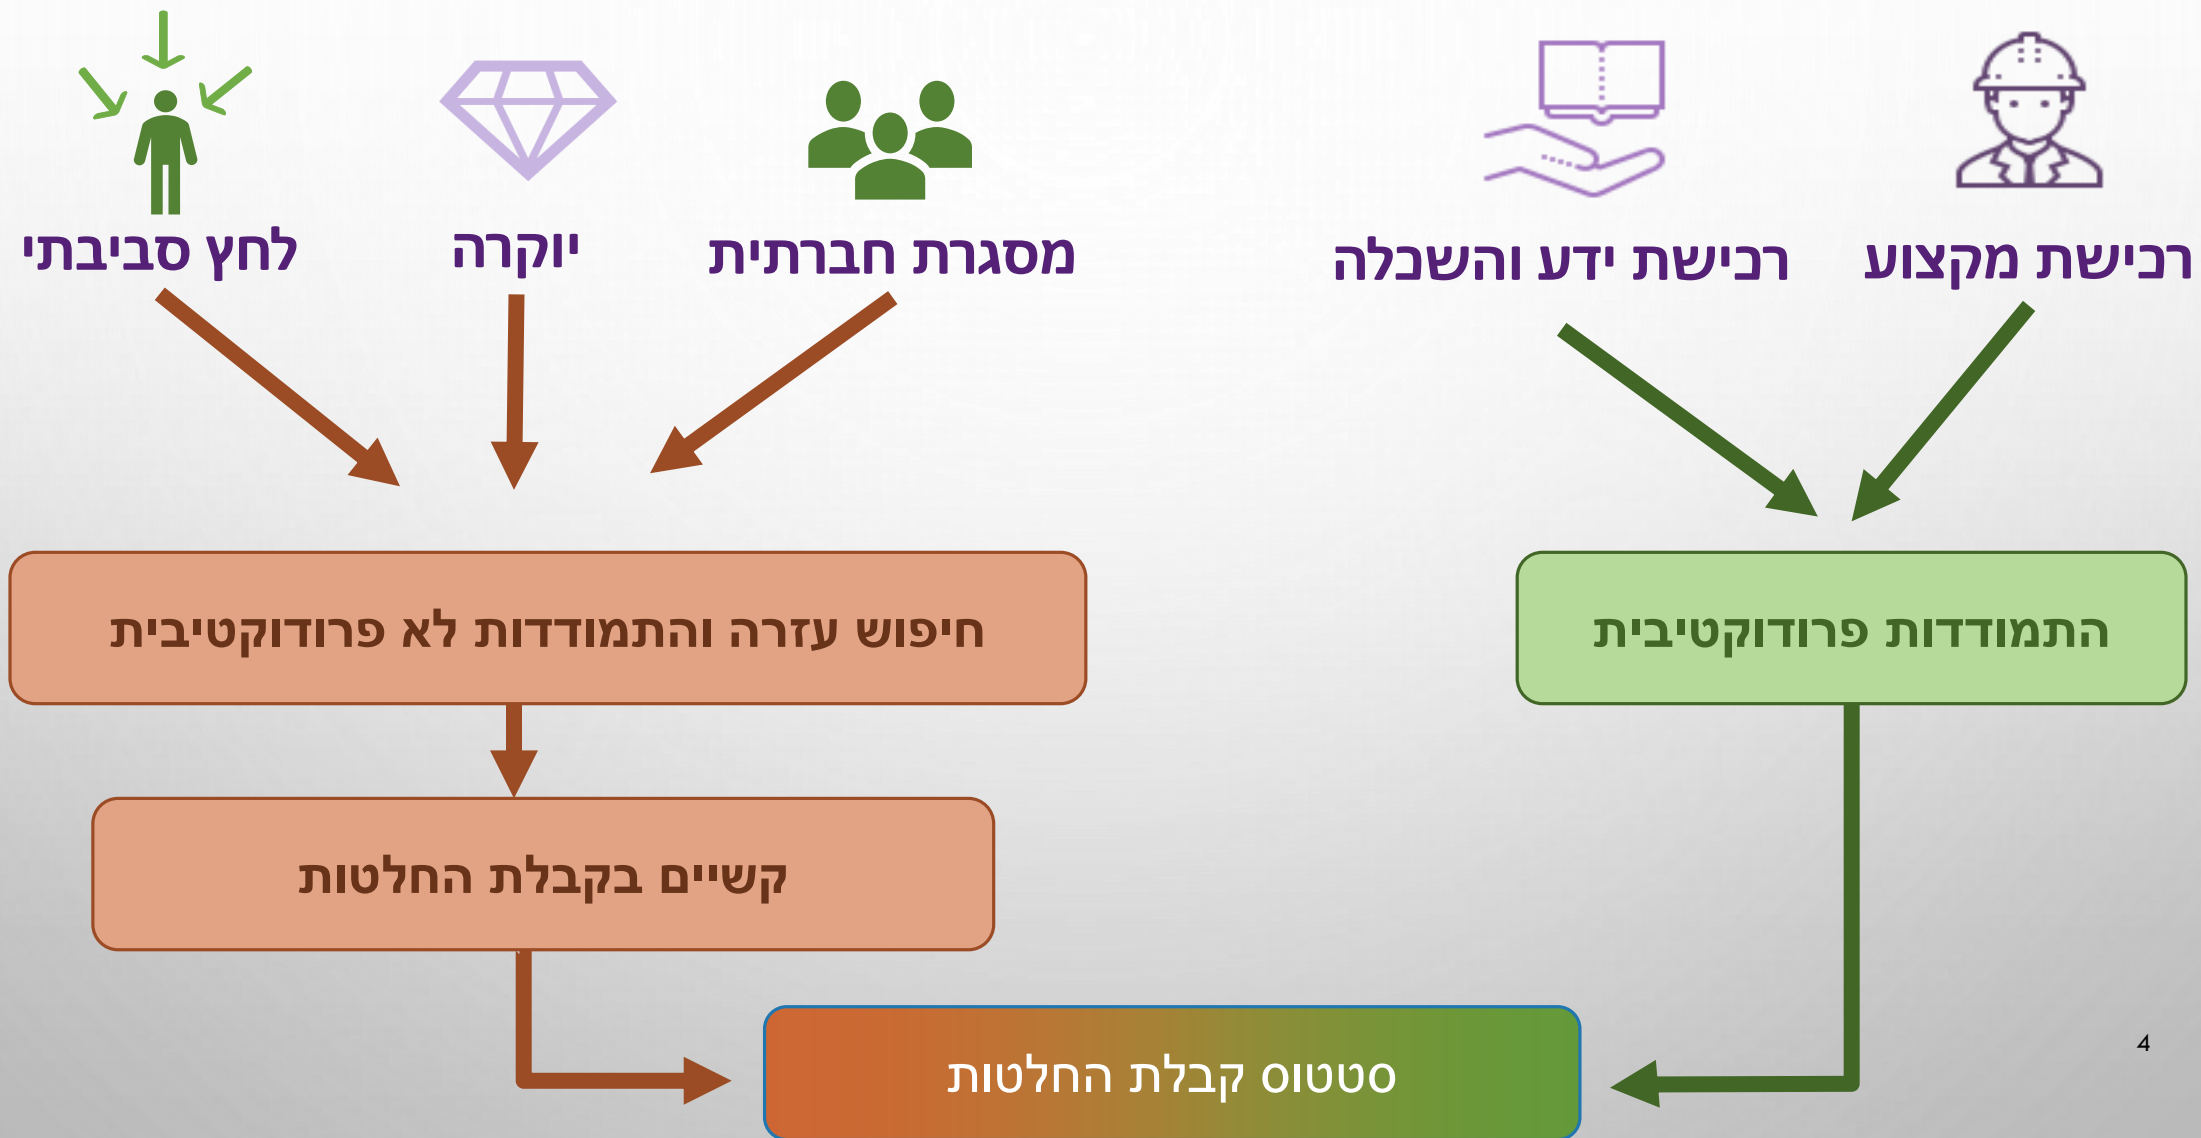 רכישת מקצוע
רכישת ידע והשכלה
מסגרת חברתית
יוקרה
לחץ סביבתי
התמודדות פרודוקטיבית
חיפוש עזרה והתמודדות לא פרודוקטיבית
קשיים בקבלת החלטות
סטטוס קבלת החלטות
4